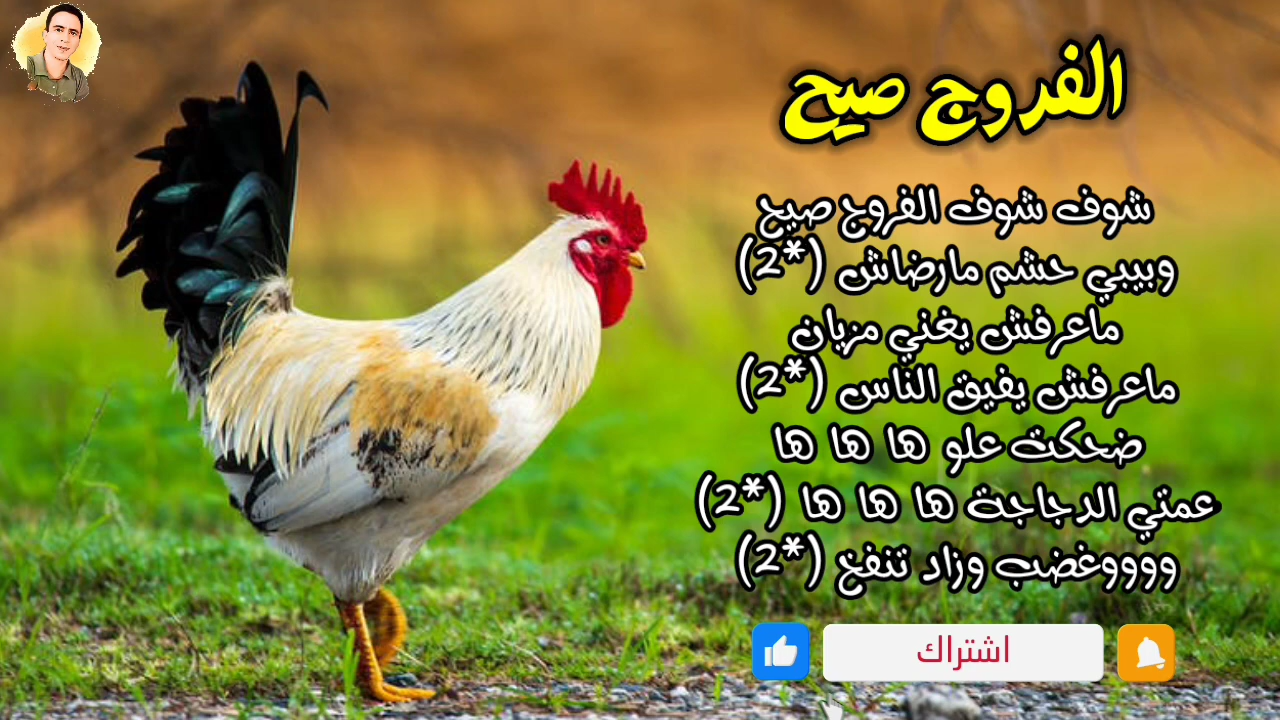 الفروج صيح
شوف شوف الفروج صيح
وبيبي حشم مارضاش (*2)
ماعرفش يغني مزيان
ماعرفش يفيق الناس (*2)
ضحكت علو ها ها ها
عمتي الدجاجة ها ها ها (*2)
وووووغضب وزاد تنفخ (*2)
اشتراك